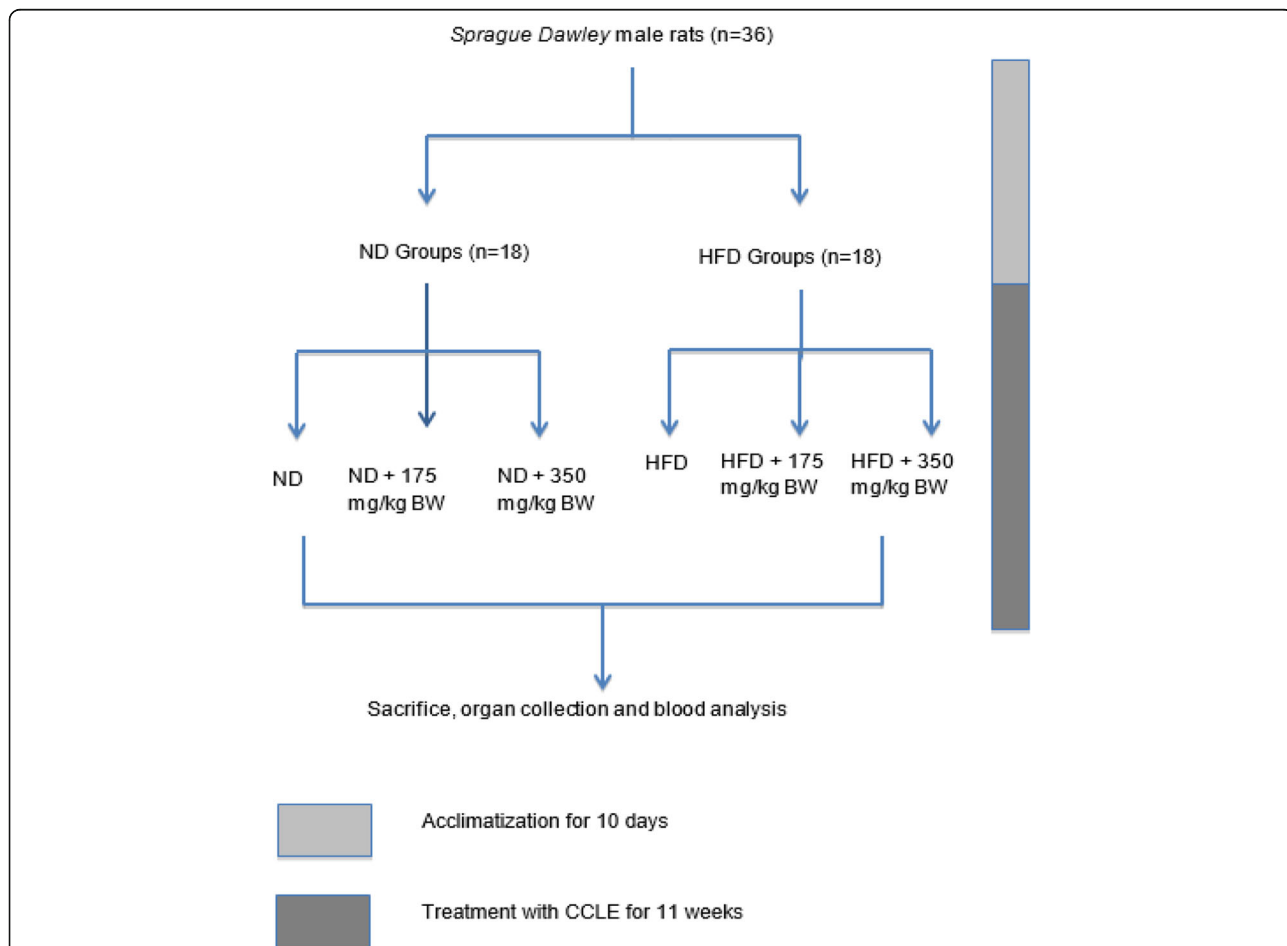 Sprague Dawley male rats (n=36)
ND Groups (n=18)
HFD Groups (n=18)
ND
ND + 175
mg/kg BW
ND + 350
mg/kg BW
HFD
HFD + 175
mg/kg BW
HFD + 350
mg/kg BW
Sacrifice, organ collection and blood analysis
Acclimatization for 10 days
Treatment with CCLE for 11 weeks